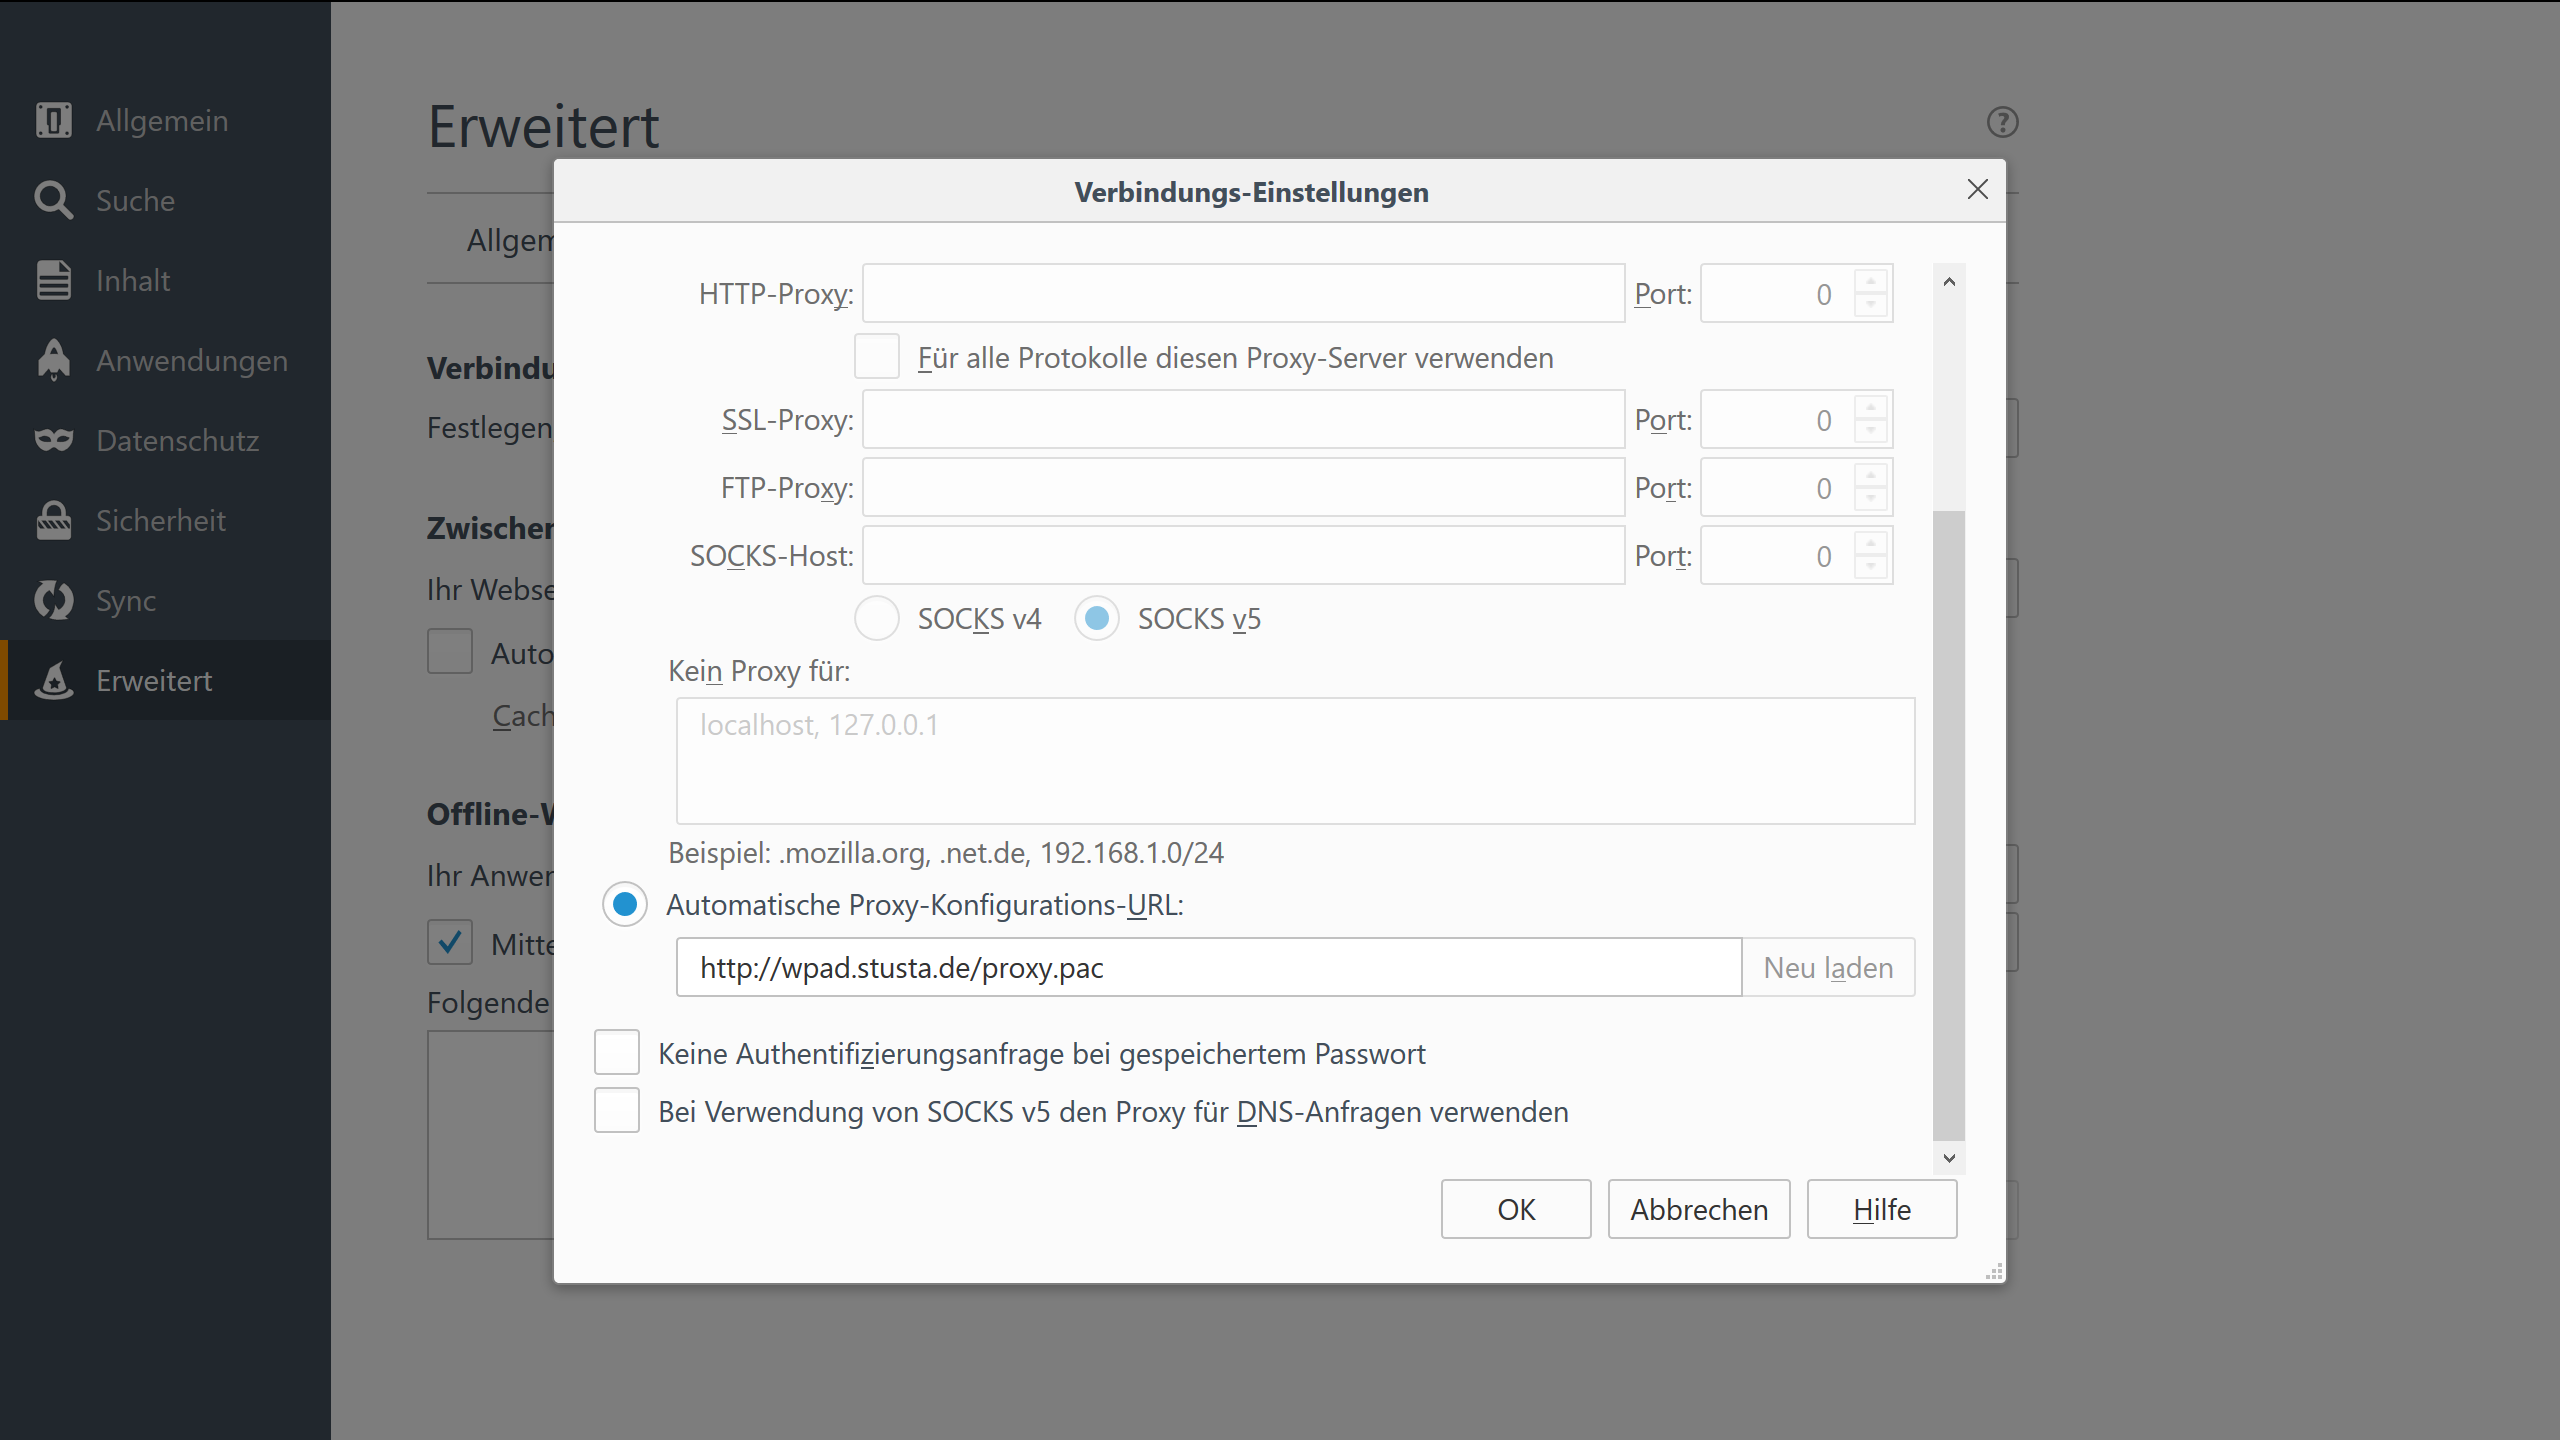 Allgemein
Suche
Inhalt
Anwendungen
Datenschutz
Sicherheit
Sync
Erweitert
Erweitert
?
Allgem
Verbindu
Festlegen
Zwischen
Ihr Webse
Auto
Cach
Offline-W
Ihr Anwen
Mitte
Folgende
Verbindungs-Einstellungen
HTTP-Proxy: Port: 0
Für alle Protokolle diesen Proxy-Server verwenden
SSL-Proxy: Port: 0
FTP-Proxy: Port: 0
SOCKS-Host: Port: 0
SOCKS v4 SOCKS v5
Kein Proxy für:
localhost, 127.0.0.1
Beispiel: .mozilla.org, .net.de, 192.168.1.0/24
Automatische Proxy-Konfigurations-URL:
http://wpad.stusta.de/proxy.pac Neu laden
Keine Authentifizierungsanfrage bei gespeichertem Passwort
Bei Verwendung von SOCKS v5 den Proxy für DNS-Anfragen verwenden
OK Abbrechen Hilfe